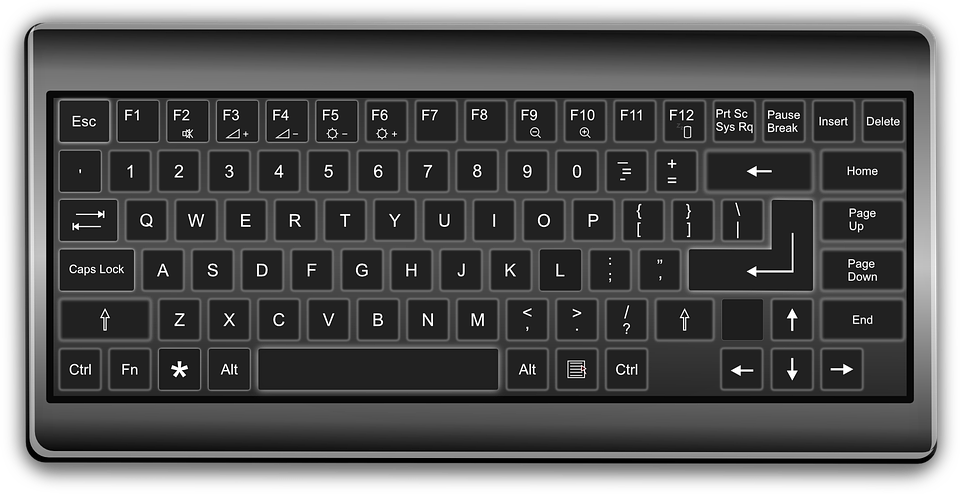 Esc F1 F2 F3 + F4 - F5 - F6 + F7 F8 F9 F10 F11 F12 Prt Sc Sys Rq Pause Break Insert Delete
' 1 2 3 4 5 6 7 8 9 0 + = ← Home
Q W E R T Y U I O P { [ } ] \ | Page Up
Caps Lock A S D F G H J K L : ; " , Page Down
⇧ Z X C V B N M < , > . / ? ⇧ ↑ End
Ctrl Fn * Alt Alt Ctrl ← ↓ →